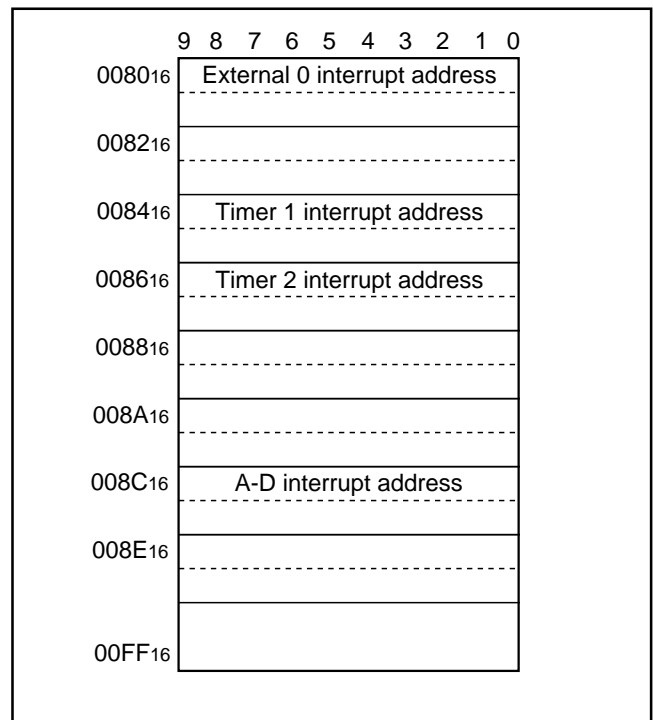 9 8 7 6 5 4 3 2 1 0
008016 External 0 interrupt address
008216
008416 Timer 1 interrupt address
008616 Timer 2 interrupt address
008816
008A16
008C16 A-D interrupt address
008E16
00FF16